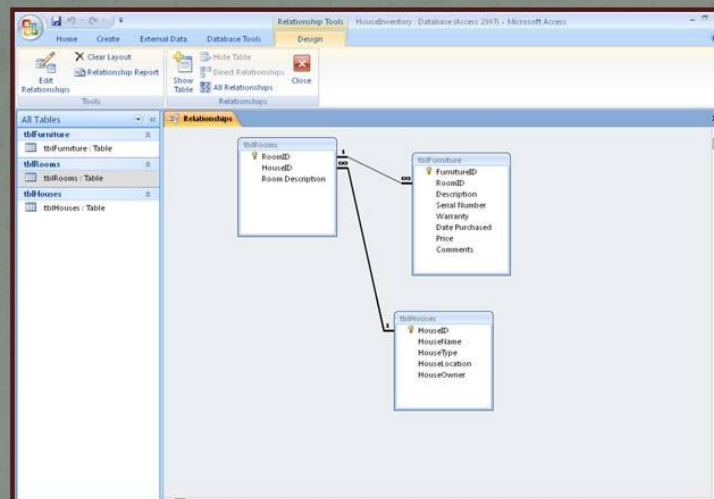 Relationship Tools HouseInventory : Database (Access 2007) - Microsoft Access
Home Create External Data Database Tools Design
Edit Relationships
Clear Layout
Relationship Report
Tools
Show Table
Hide Table
Direct Relationships
All Relationships
Close
Relationships
All Tables
tblFurniture
tblFurniture : Table
tblRooms
tblRooms : Table
tblHouses
tblHouses : Table
Relationships
tblRooms
RoomID
HouseID
Room Description
1
∞
∞
tblFurniture
FurnitureID
RoomID
Description
Serial Number
Warranty
Date Purchased
Price
Comments
1
tblHouses
HouseID
HouseName
HouseType
HouseLocation
HouseOwner